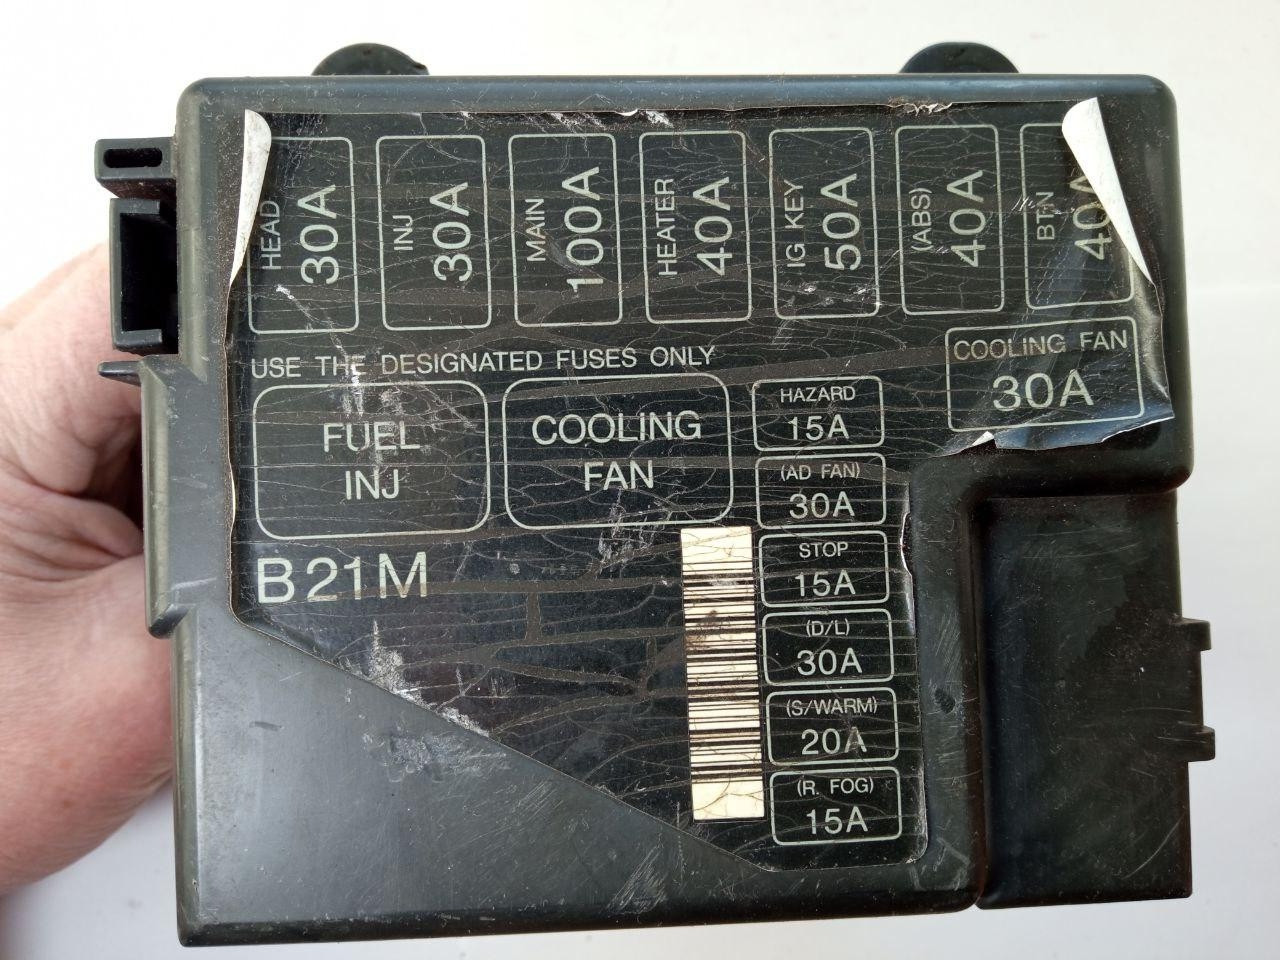 HEAD
30A
INJ
30A
MAIN
100A
HEATER
40A
IG KEY
50A
(ABS)
40A
BTN
40A
USE THE DESIGNATED FUSES ONLY
COOLING FAN
30A
FUEL
INJ
COOLING
FAN
HAZARD
15A
(AD FAN)
30A
STOP
15A
(D/L)
30A
(S/WARM)
20A
(R. FOG)
15A
B21M